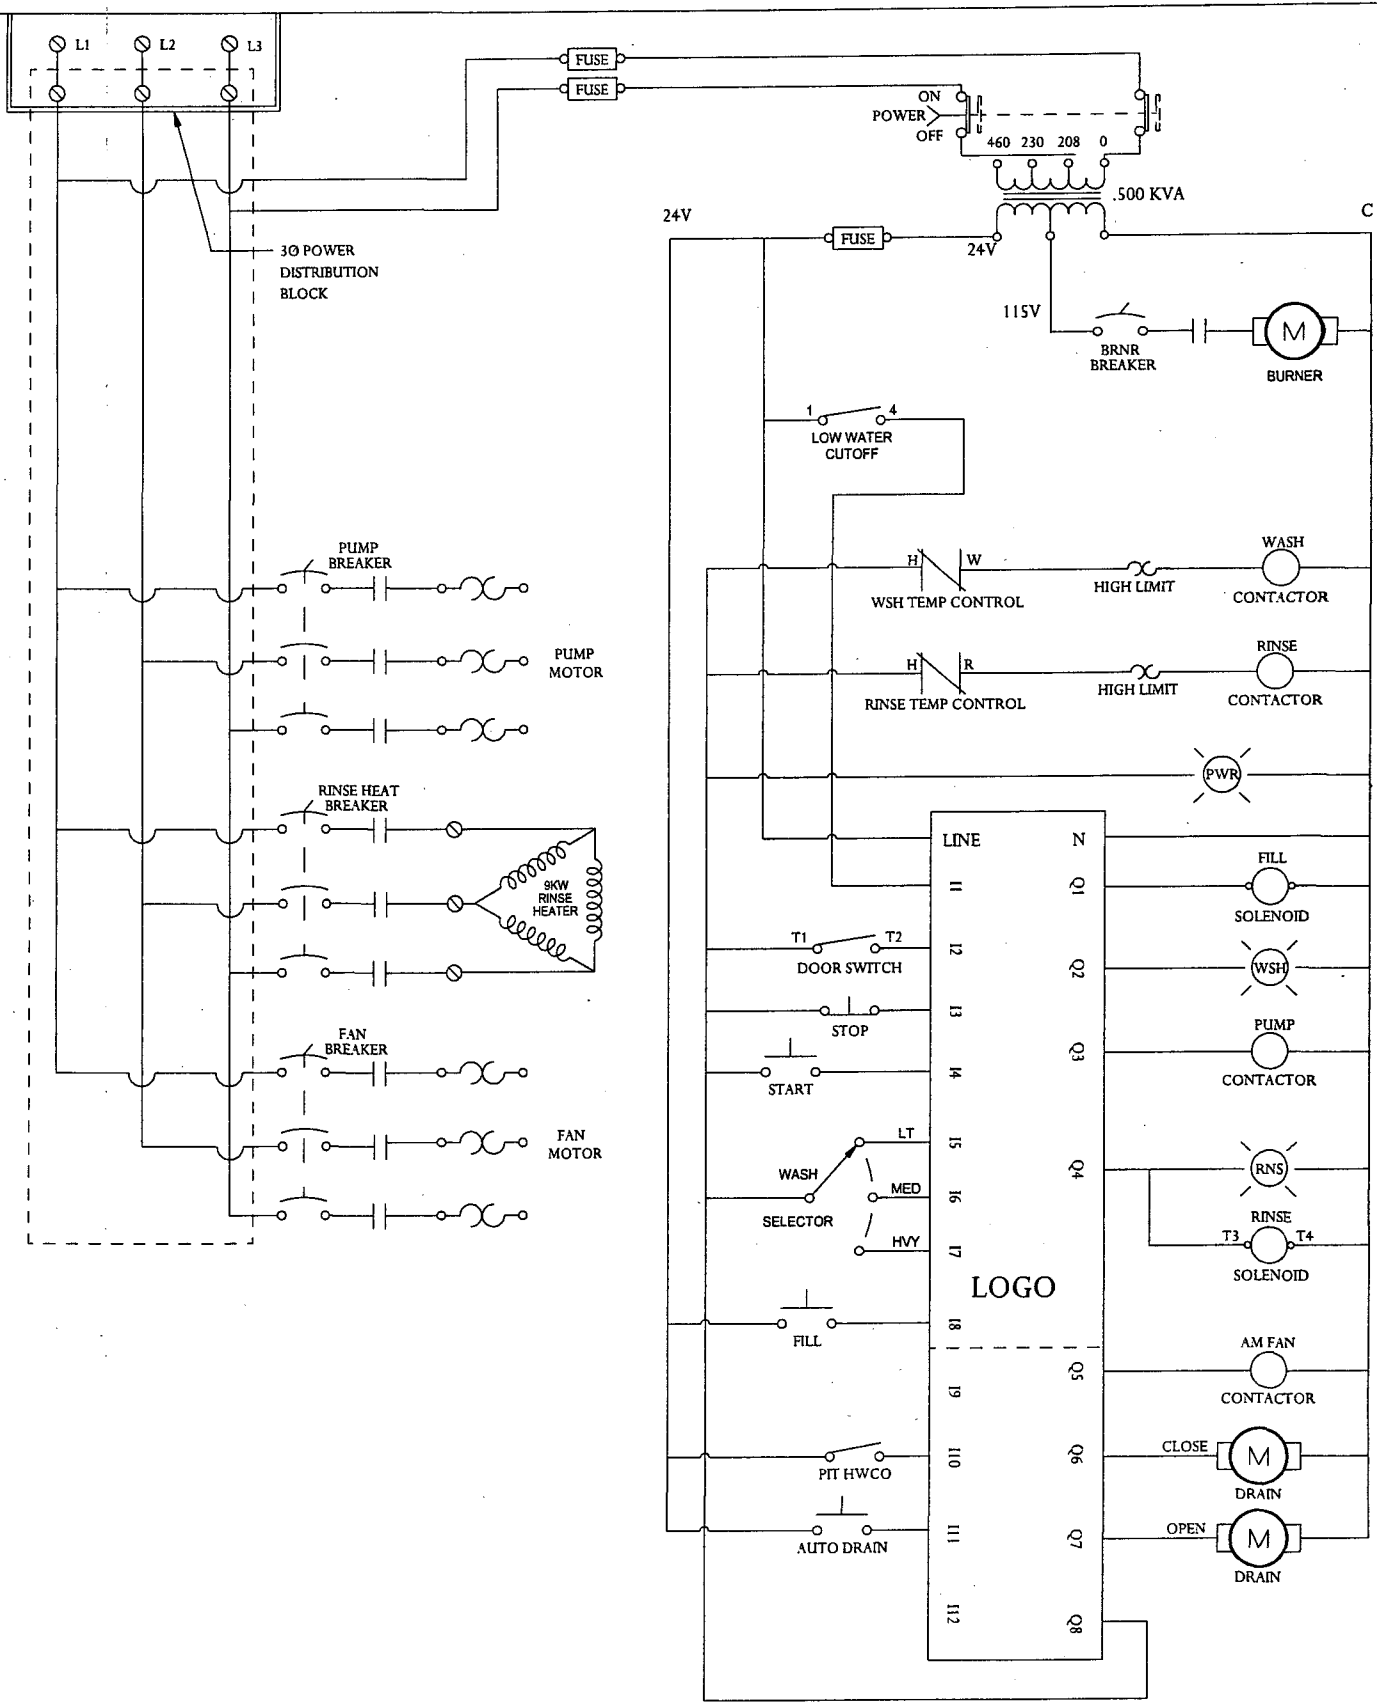 L1 L2 L3
FUSE
FUSE
ON
POWER
OFF
460 230 208 0
.500 KVA
24V
C
FUSE
24V
3Ø POWER
DISTRIBUTION
BLOCK
115V
BRNR
BREAKER
M
BURNER
1 4
LOW WATER
CUTOFF
PUMP
BREAKER
PUMP
MOTOR
H W
WSH TEMP CONTROL
HIGH LIMIT
WASH
CONTACTOR
H R
RINSE TEMP CONTROL
HIGH LIMIT
RINSE
CONTACTOR
PWR
RINSE HEAT
BREAKER
9KW
RINSE
HEATER
LINE N
I1 Q1
FILL
SOLENOID
T1 T2
DOOR SWITCH
I2 Q2
WSH
STOP
I3 Q3
PUMP
CONTACTOR
START
I4
FAN
BREAKER
FAN
MOTOR
WASH
SELECTOR
LT I5
MED I6
HVY I7
Q4
RNS
RINSE
T3 T4
SOLENOID
LOGO
FILL
I8
I9 Q5
AM FAN
CONTACTOR
PIT HWCO
I10 Q6
CLOSE
M
DRAIN
AUTO DRAIN
I11 Q7
OPEN
M
DRAIN
I12 Q8